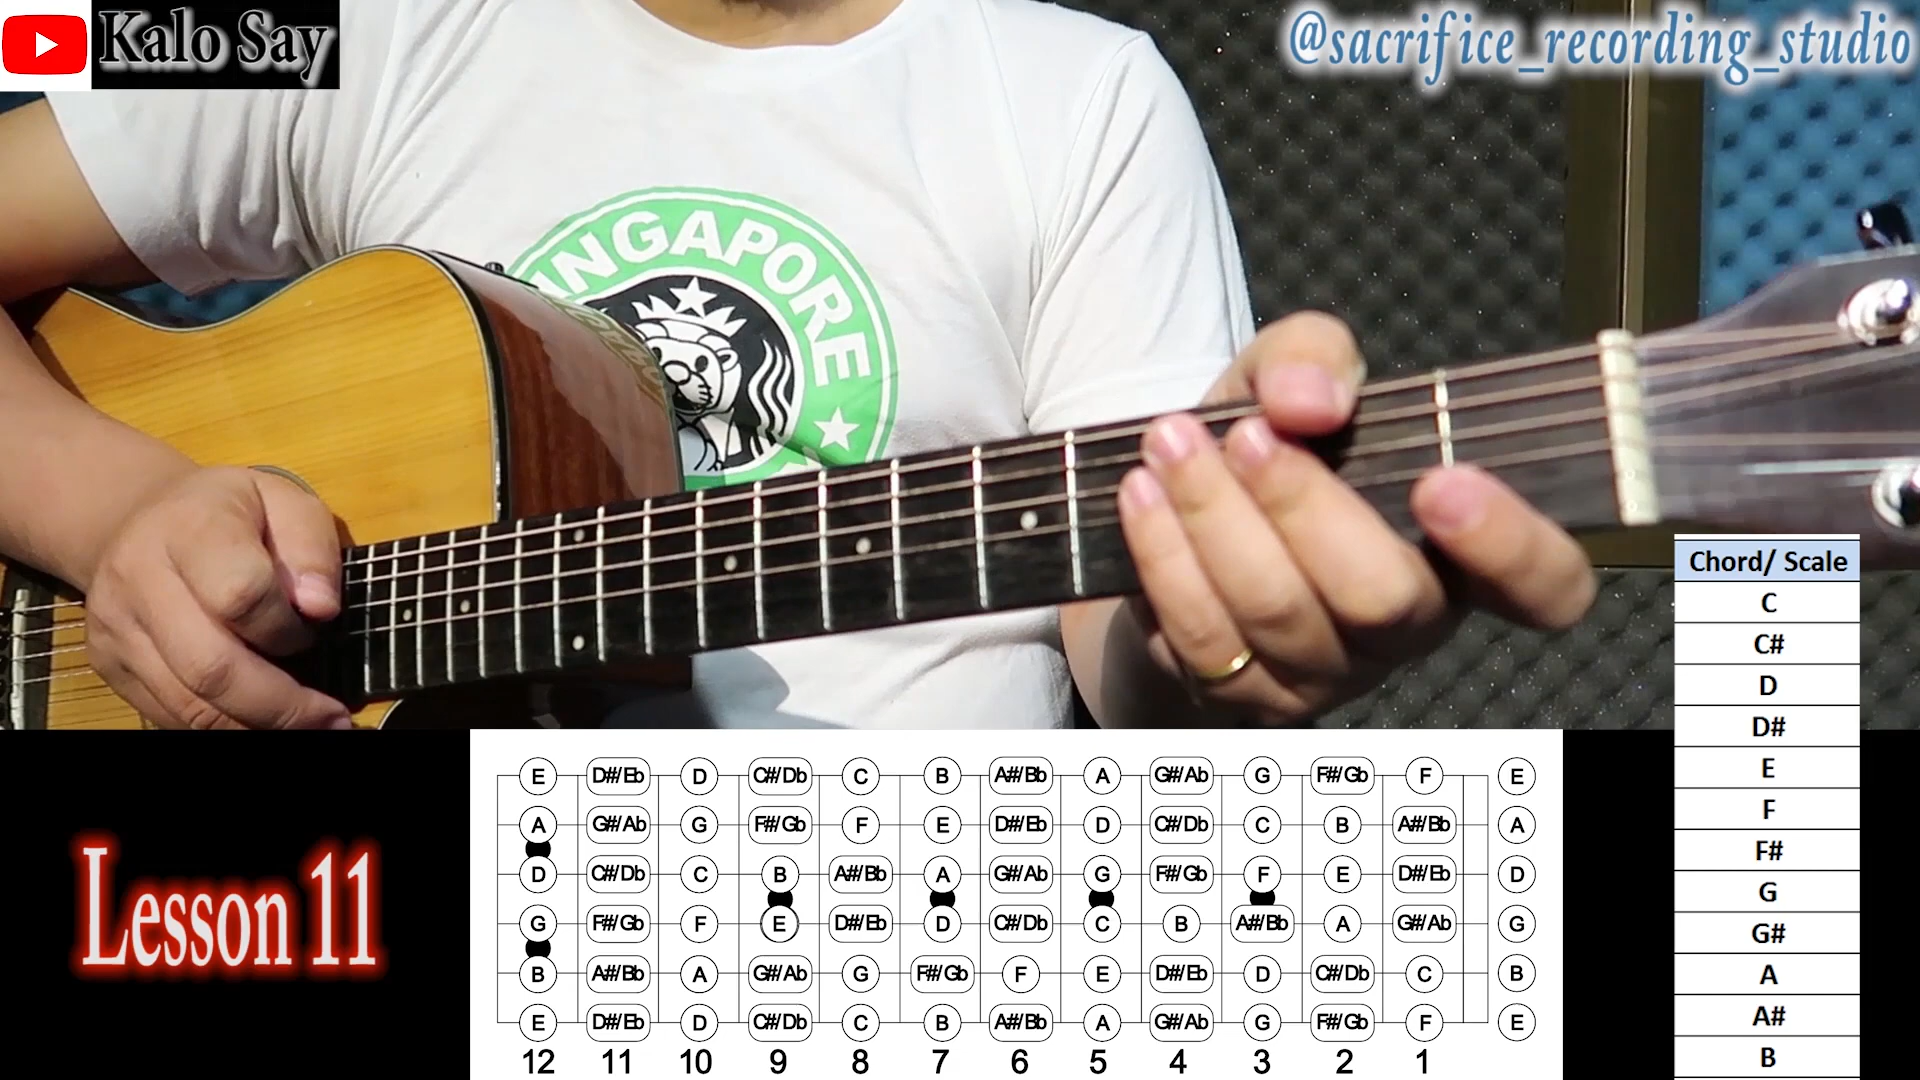 Kalo Say
@sacrifice_recording_studio
SINGAPORE
Lesson 11
E D#/Eb D C#/Db C B A#/Bb A G#/Ab G F#/Gb F E
A G#/Ab G F#/Gb F E D#/Eb D C#/Db C B A#/Bb A
D C#/Db C B A#/Bb A G#/Ab G F#/Gb F E D#/Eb D
G F#/Gb F E D#/Eb D C#/Db C B A#/Bb A G#/Ab G
B A#/Bb A G#/Ab G F#/Gb F E D#/Eb D C#/Db C B
E D#/Eb D C#/Db C B A#/Bb A G#/Ab G F#/Gb F E
12 11 10 9 8 7 6 5 4 3 2 1
Chord/ Scale
C
C#
D
D#
E
F
F#
G
G#
A
A#
B